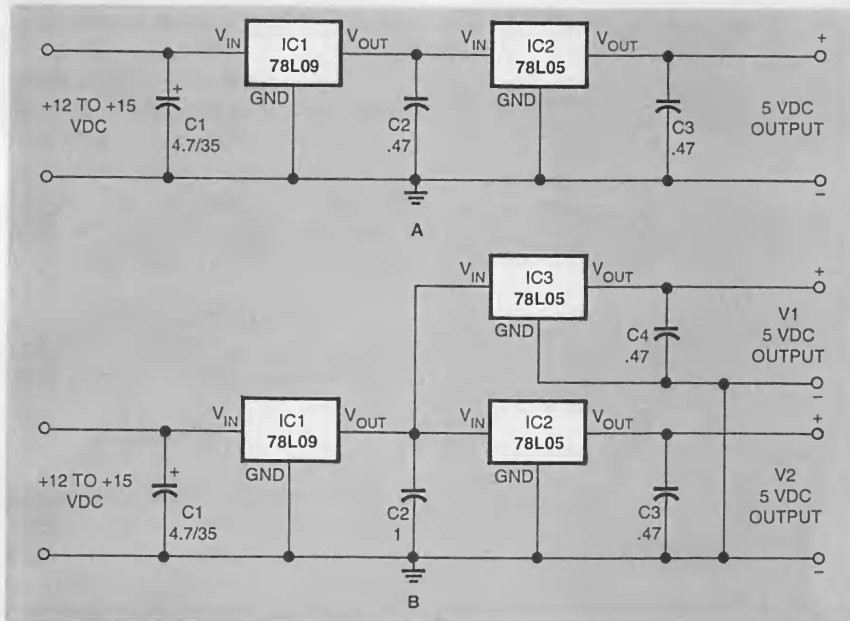 V_IN
IC1
78L09
V_OUT
GND
V_IN
IC2
78L05
V_OUT
GND
+12 TO +15
VDC
+
C1
4.7/35
C2
.47
C3
.47
+
5 VDC
OUTPUT
−
A
V_IN
IC3
78L05
V_OUT
GND
C4
.47
+
V1
5 VDC
OUTPUT
−
V_IN
IC1
78L09
V_OUT
GND
V_IN
IC2
78L05
V_OUT
GND
+12 TO +15
VDC
+
C1
4.7/35
C2
1
C3
.47
+
V2
5 VDC
OUTPUT
−
B